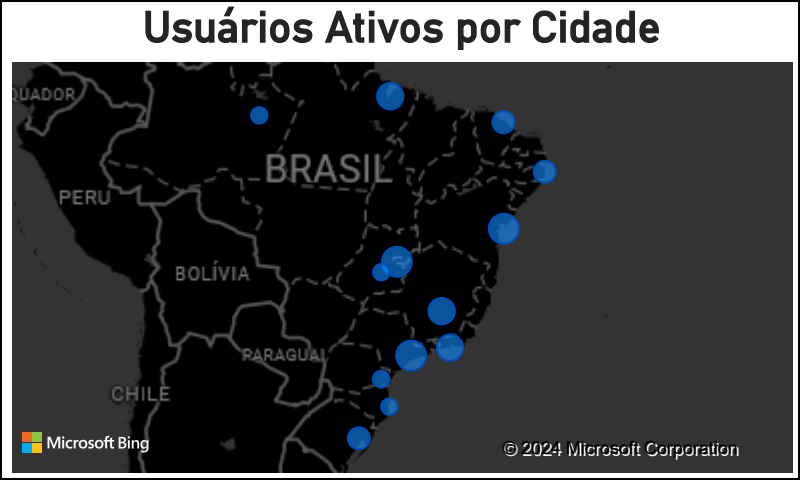 Usuários Ativos por Cidade
QUADOR
BRASIL
PERU
BOLÍVIA
PARAGUAI
CHILE
Microsoft Bing
© 2024 Microsoft Corporation